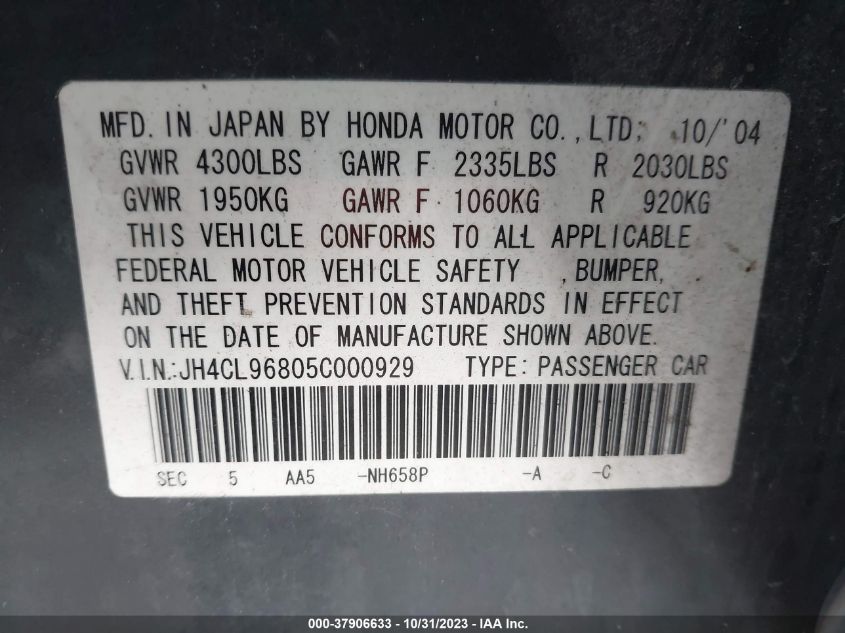 MFD. IN JAPAN BY HONDA MOTOR CO., LTD. 10/'04
GVWR 4300LBS GAWR F 2335LBS R 2030LBS
GVWR 1950KG GAWR F 1060KG R 920KG
THIS VEHICLE CONFORMS TO ALL APPLICABLE
FEDERAL MOTOR VEHICLE SAFETY , BUMPER,
AND THEFT PREVENTION STANDARDS IN EFFECT
ON THE DATE OF MANUFACTURE SHOWN ABOVE.
V.I.N.:JH4CL96805C000929 TYPE: PASSENGER CAR
SEC 5 AA5 -NH658P -A -C
000-37906633 - 10/31/2023 - IAA Inc.